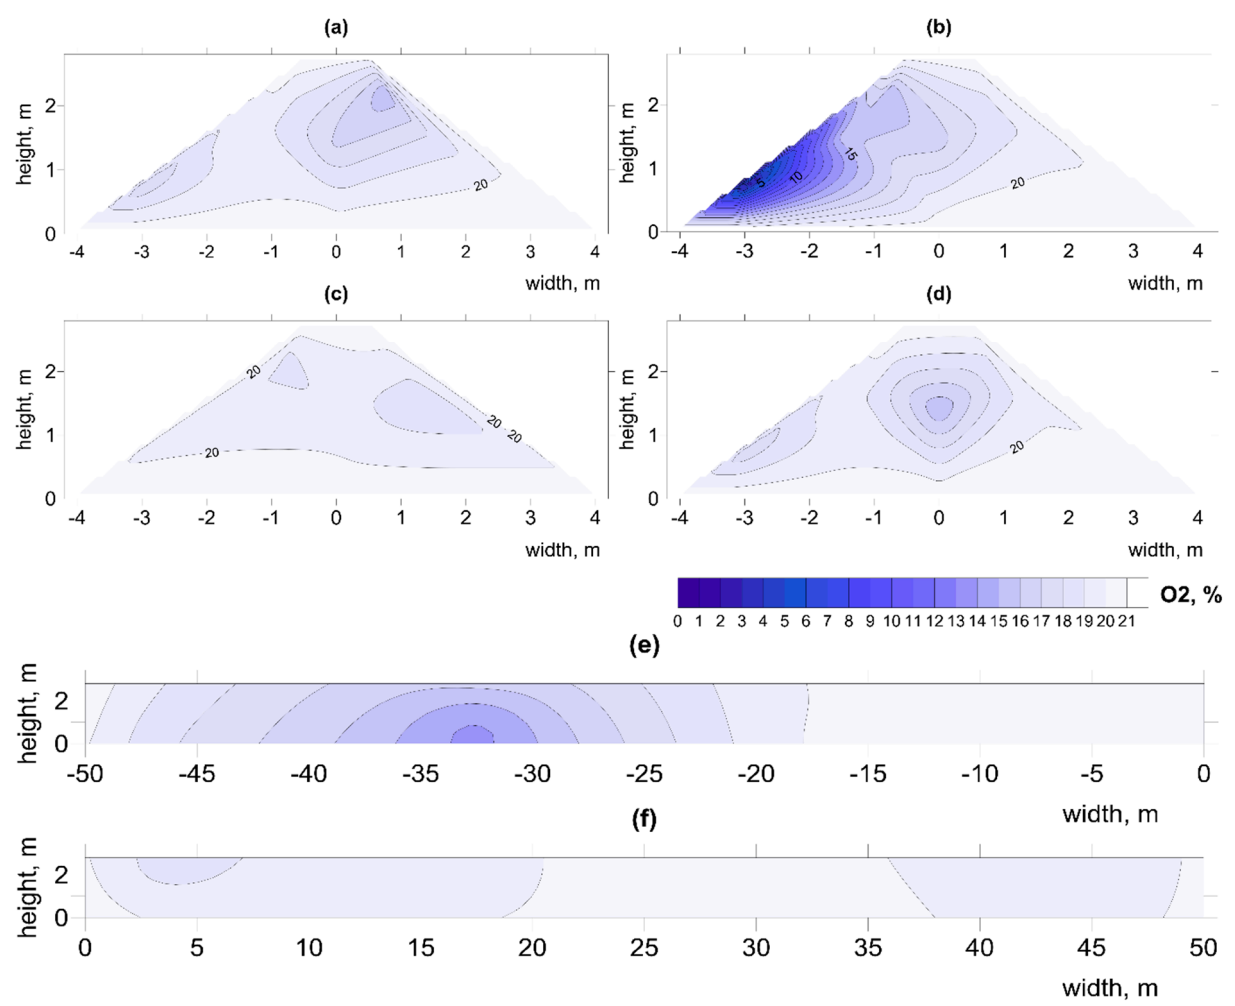 (a) (b)
height, m 2 1 0 20
-4 -3 -2 -1 0 1 2 3 4
width, m
height, m 2 1 0 5 10 15 20
-4 -3 -2 -1 0 1 2 3 4
width, m
(c) (d)
height, m 2 1 0 20 20 20 20
-4 -3 -2 -1 0 1 2 3 4
width, m
height, m 2 1 0 20
-4 -3 -2 -1 0 1 2 3 4
width, m
O2, %
0 1 2 3 4 5 6 7 8 9 10 11 12 13 14 15 16 17 18 19 20 21
(e)
height, m 2 0
-50 -45 -40 -35 -30 -25 -20 -15 -10 -5 0
width, m
(f)
height, m 2 0
0 5 10 15 20 25 30 35 40 45 50
width, m